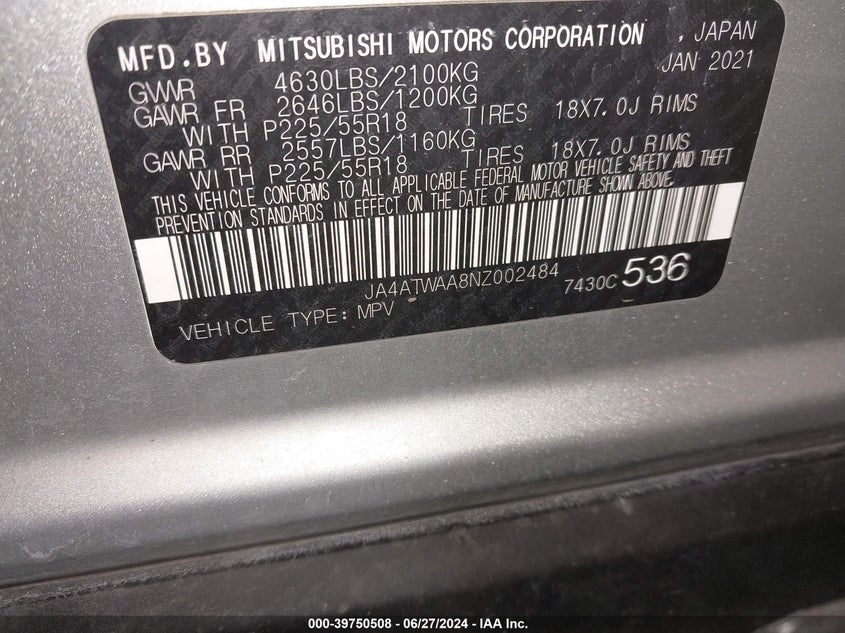 MFD.BY MITSUBISHI MOTORS CORPORATION , JAPAN
GVWR 4630LBS/2100KG JAN 2021
GAWR FR 2646LBS/1200KG
WITH P225/55R18 TIRES 18X7.0J RIMS
GAWR RR 2557LBS/1160KG
WITH P225/55R18 TIRES 18X7.0J RIMS
THIS VEHICLE CONFORMS TO ALL APPLICABLE FEDERAL MOTOR VEHICLE SAFETY AND THEFT
PREVENTION STANDARDS IN EFFECT ON THE DATE OF MANUFACTURE SHOWN ABOVE.
JA4ATWAA8NZ002484 7430C 536
VEHICLE TYPE: MPV
000-39750508 - 06/27/2024 - IAA Inc.